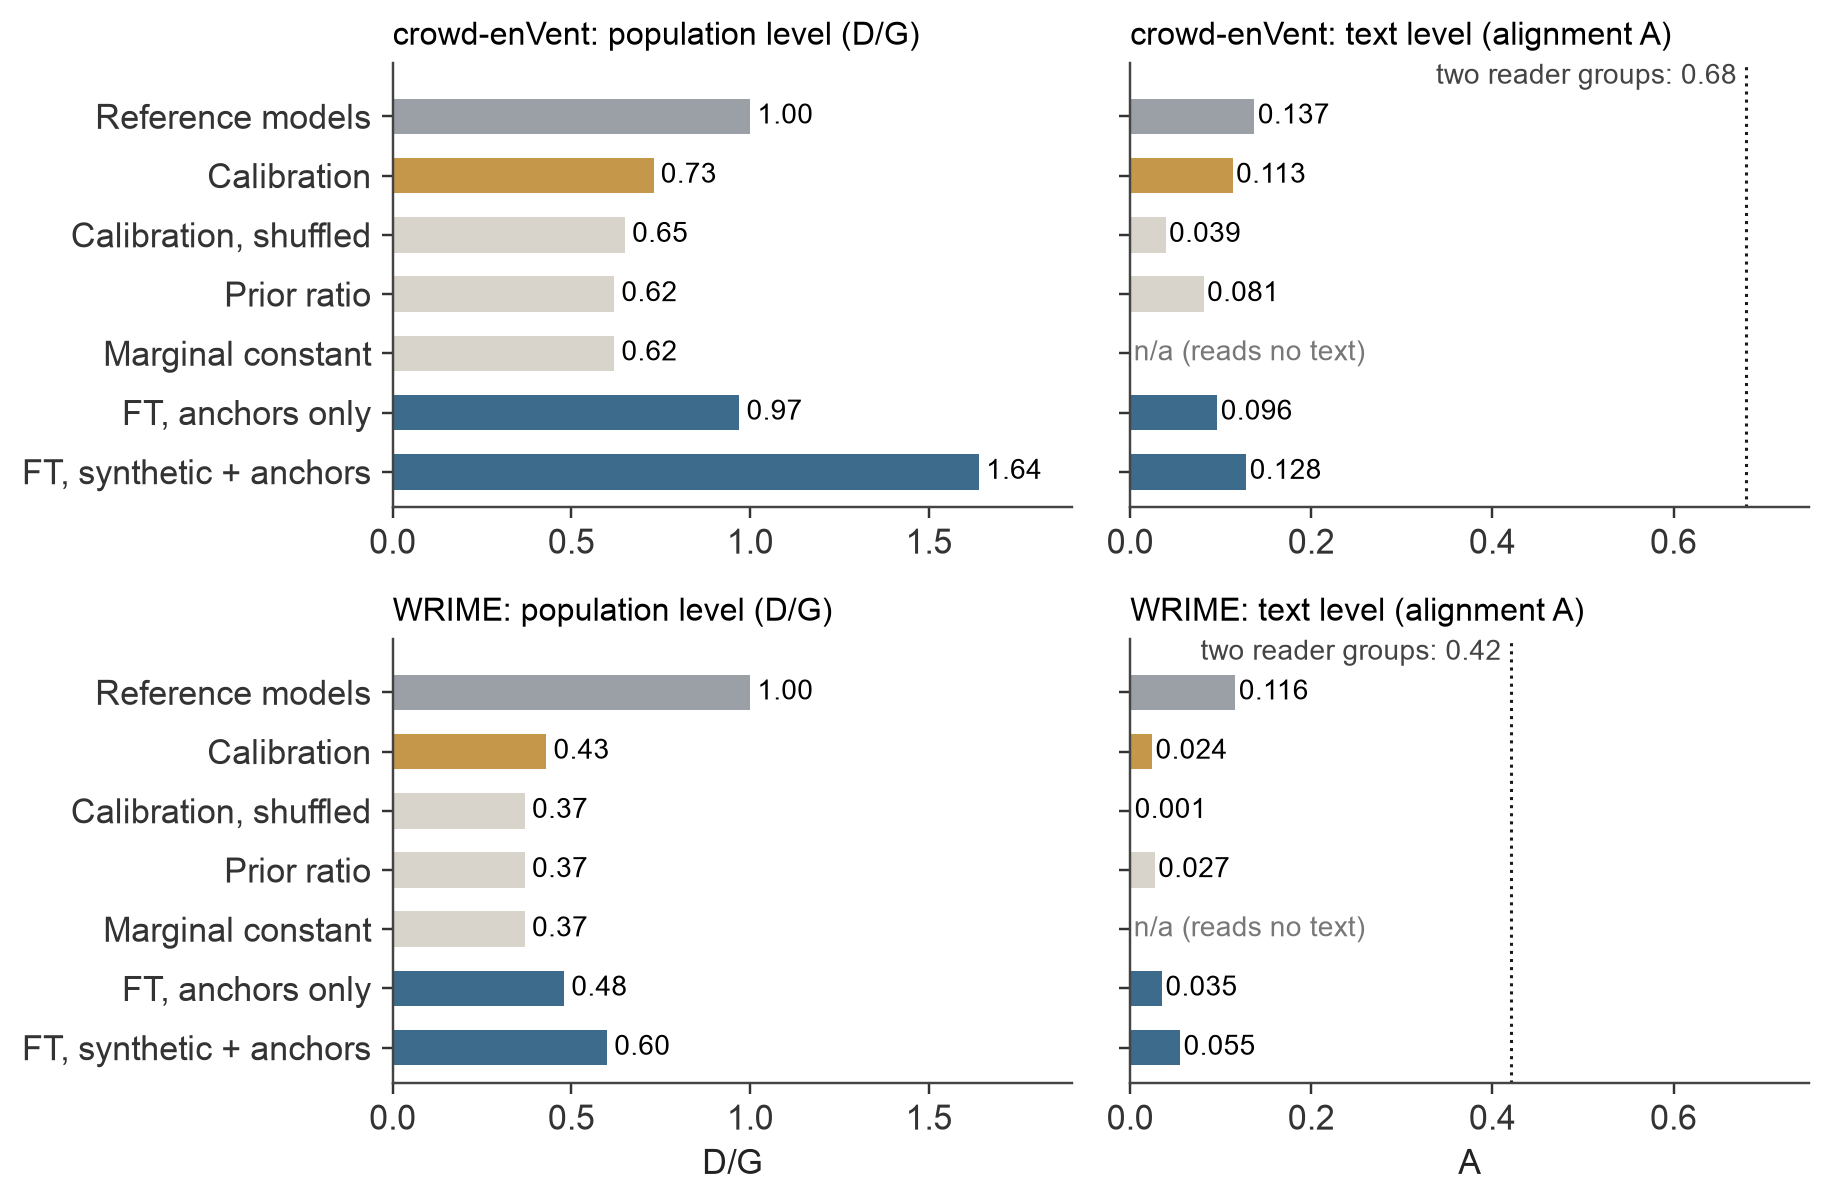 crowd-enVent: population level (D/G)
Reference models
1.00
Calibration
0.73
Calibration, shuffled
0.65
Prior ratio
0.62
Marginal constant
0.62
FT, anchors only
0.97
FT, synthetic + anchors
1.64
0.0 0.5 1.0 1.5
crowd-enVent: text level (alignment A)
two reader groups: 0.68
0.137
0.113
0.039
0.081
n/a (reads no text)
0.096
0.128
0.0 0.2 0.4 0.6
WRIME: population level (D/G)
Reference models
1.00
Calibration
0.43
Calibration, shuffled
0.37
Prior ratio
0.37
Marginal constant
0.37
FT, anchors only
0.48
FT, synthetic + anchors
0.60
0.0 0.5 1.0 1.5
D/G
WRIME: text level (alignment A)
two reader groups: 0.42
0.116
0.024
0.001
0.027
n/a (reads no text)
0.035
0.055
0.0 0.2 0.4 0.6
A